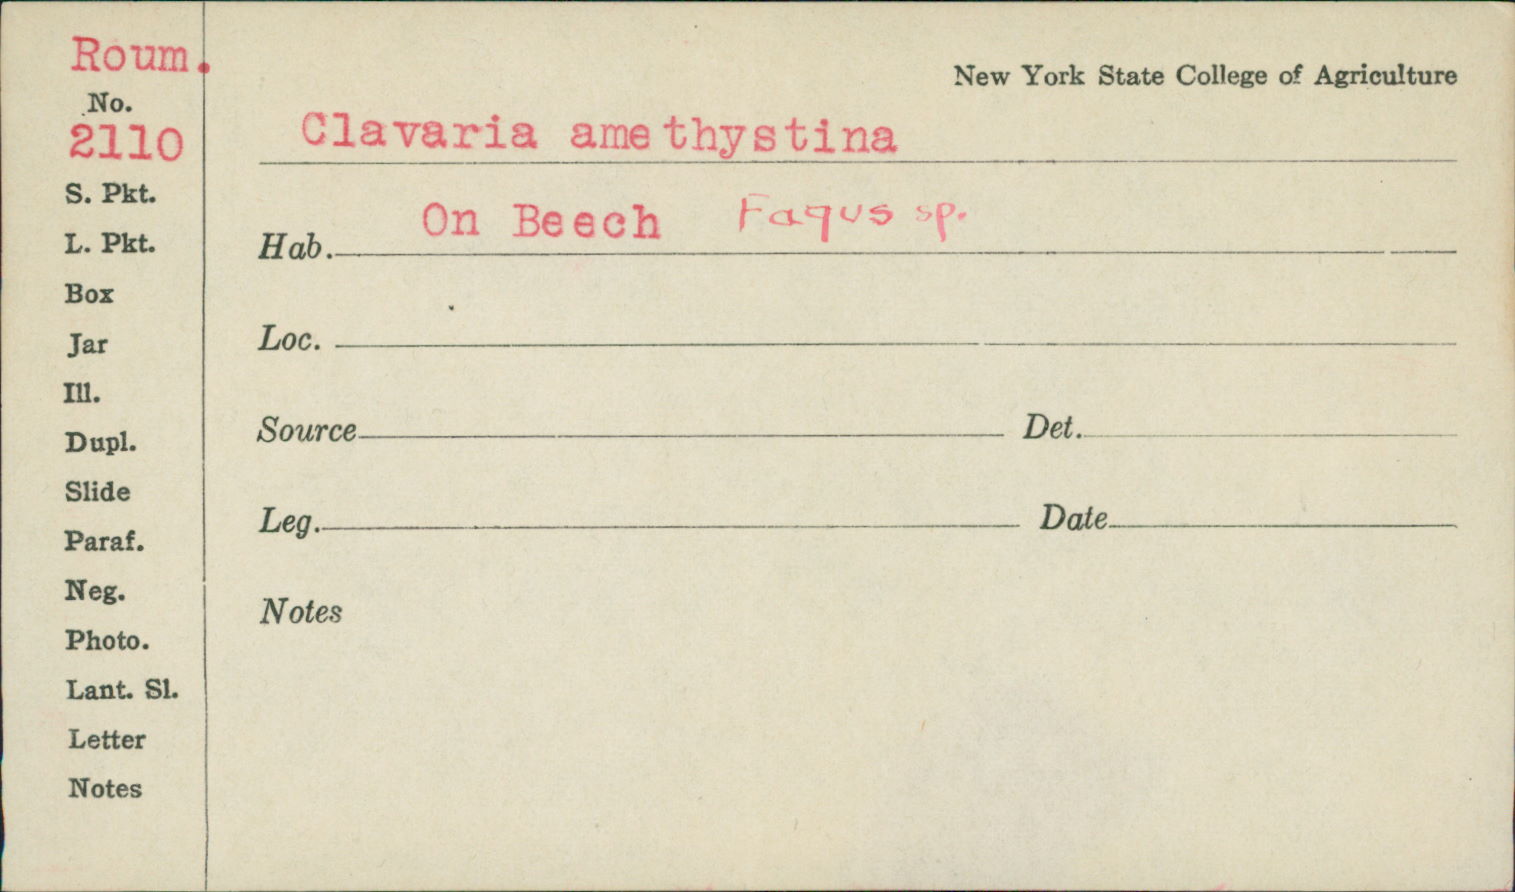 Roum.
No.
2110
S. Pkt.
L. Pkt.
Box
Jar
Ill.
Dupl.
Slide
Paraf.
Neg.
Photo.
Lant. Sl.
Letter
Notes
New York State College of Agriculture
Clavaria amethystina
Hab. On Beech Fagus sp.
Loc.
Source Det.
Leg. Date
Notes